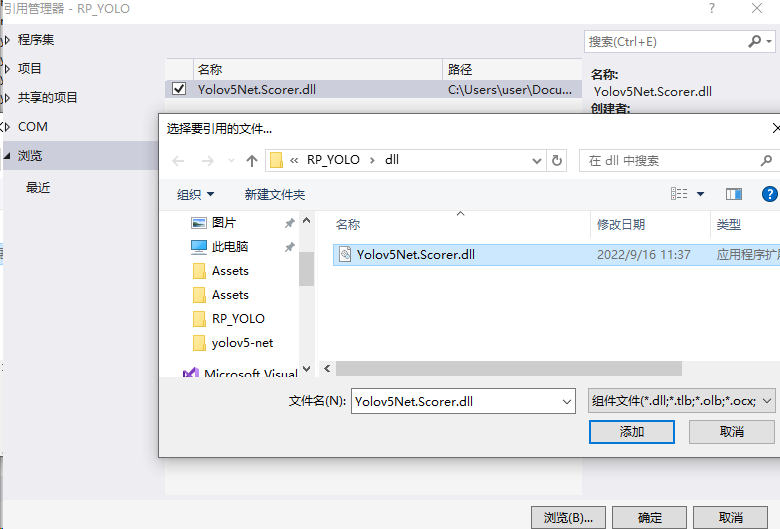 引用管理器 - RP_YOLO
程序集
项目
共享的项目
COM
浏览
最近
名称
路径
Yolov5Net.Scorer.dll
C:\Users\user\Docu...
搜索(Ctrl+E)
名称:
Yolov5Net.Scorer.dll
创建者:
选择要引用的文件...
« RP_YOLO › dll
在 dll 中搜索
组织
新建文件夹
图片
此电脑
Assets
Assets
RP_YOLO
yolov5-net
Microsoft Visual
名称
修改日期
类型
Yolov5Net.Scorer.dll
2022/9/16 11:37
应用程序扩展
文件名(N):
Yolov5Net.Scorer.dll
组件文件(*.dll;*.tlb;*.olb;*.ocx;
添加
取消
浏览(B)...
确定
取消